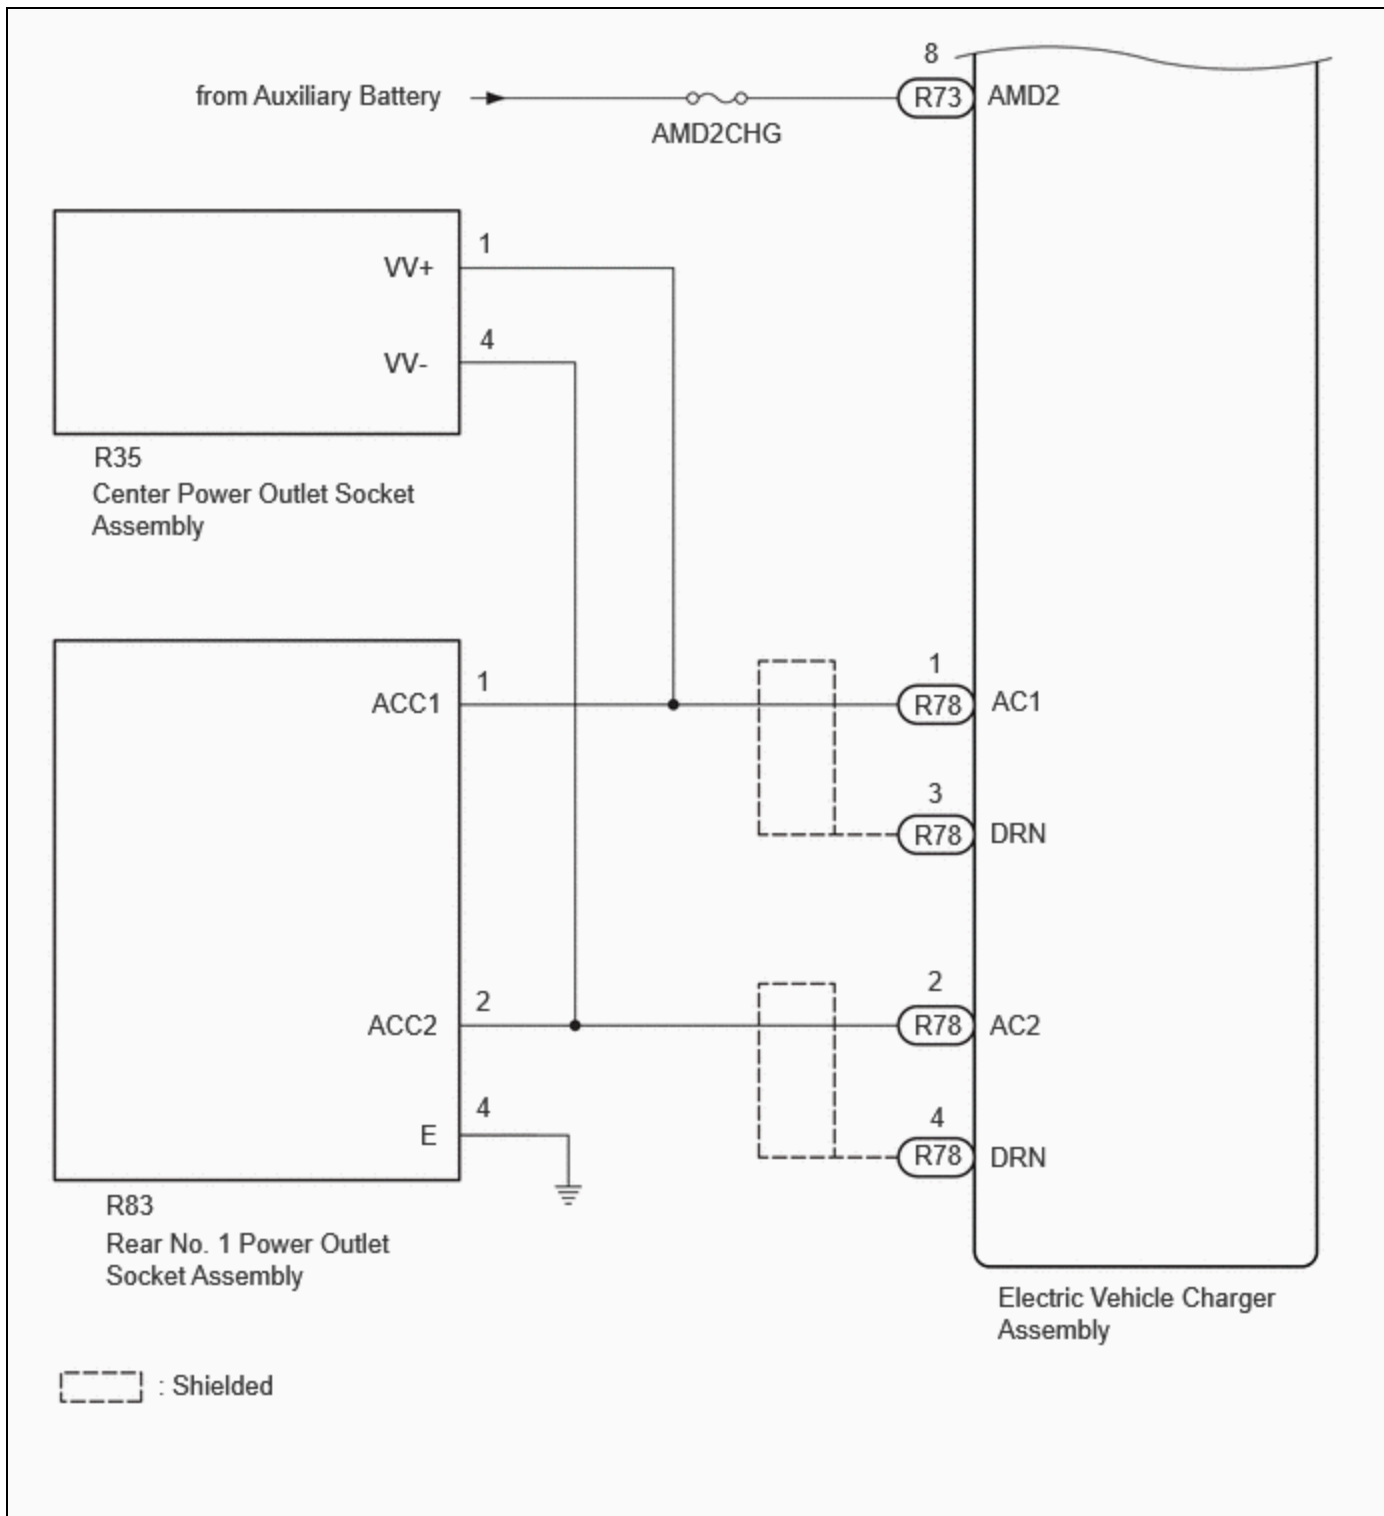 8
from Auxiliary Battery
R73 AMD2
AMD2CHG
VV+ 1
VV- 4
R35
Center Power Outlet Socket
Assembly
ACC1 1
1
R78 AC1
3
R78 DRN
ACC2 2
2
R78 AC2
E 4
4
R78 DRN
R83
Rear No. 1 Power Outlet
Socket Assembly
Electric Vehicle Charger
Assembly
: Shielded